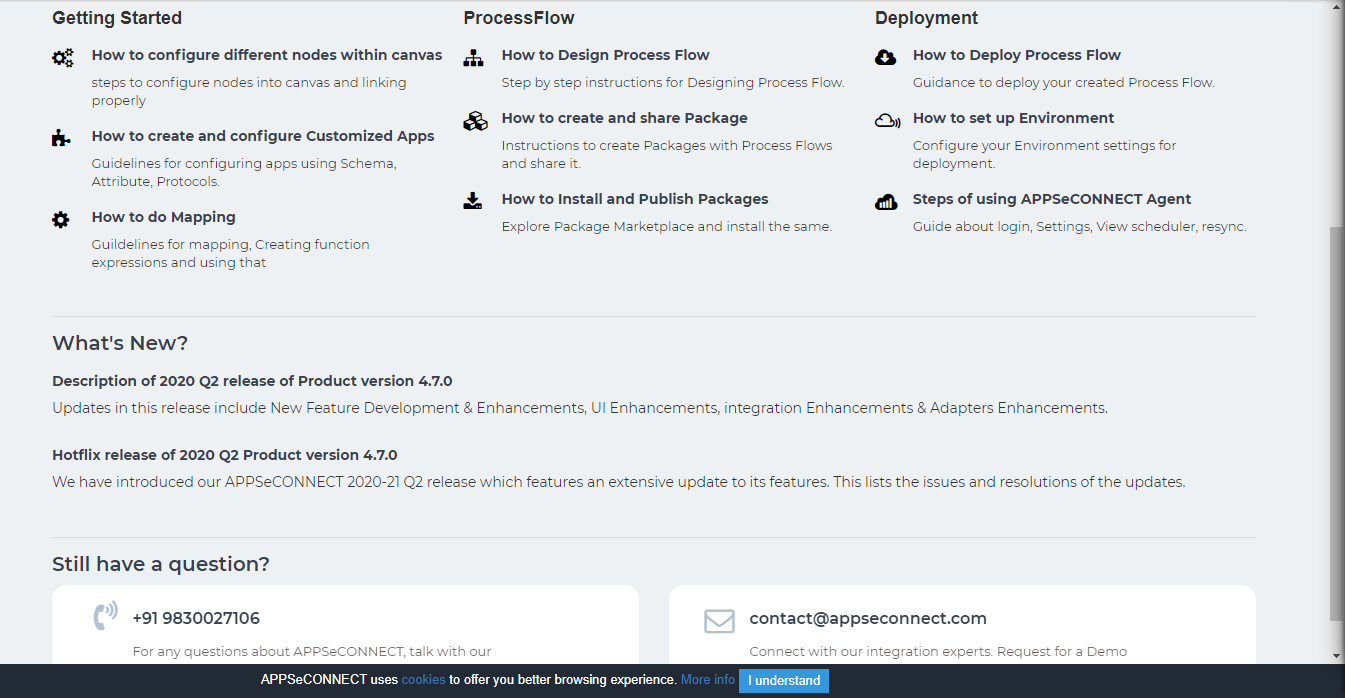 Getting Started
How to configure different nodes within canvas
steps to configure nodes into canvas and linking
properly
How to create and configure Customized Apps
Guidelines for configuring apps using Schema,
Attribute, Protocols.
How to do Mapping
Guildelines for mapping, Creating function
expressions and using that
ProcessFlow
How to Design Process Flow
Step by step instructions for Designing Process Flow.
How to create and share Package
Instructions to create Packages with Process Flows
and share it.
How to Install and Publish Packages
Explore Package Marketplace and install the same.
Deployment
How to Deploy Process Flow
Guidance to deploy your created Process Flow.
How to set up Environment
Configure your Environment settings for
deployment.
Steps of using APPSeCONNECT Agent
Guide about login, Settings, View scheduler, resync.
What's New?
Description of 2020 Q2 release of Product version 4.7.0
Updates in this release include New Feature Development & Enhancements, UI Enhancements, integration Enhancements & Adapters Enhancements.
Hotflix release of 2020 Q2 Product version 4.7.0
We have introduced our APPSeCONNECT 2020-21 Q2 release which features an extensive update to its features. This lists the issues and resolutions of the updates.
Still have a question?
+91 9830027106
For any questions about APPSeCONNECT, talk with our
contact@appseconnect.com
Connect with our integration experts. Request for a Demo
APPSeCONNECT uses cookies to offer you better browsing experience. More info I understand